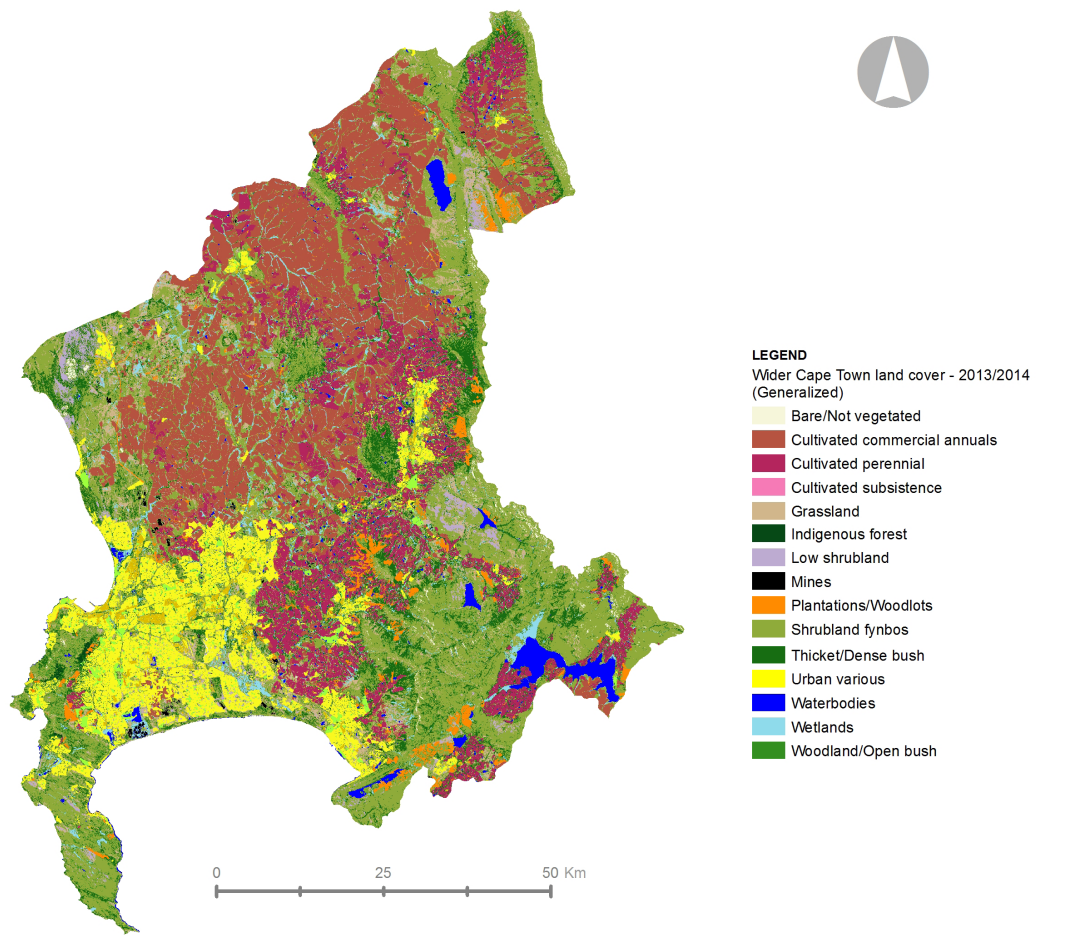 LEGEND
Wider Cape Town land cover - 2013/2014
(Generalized)
Bare/Not vegetated
Cultivated commercial annuals
Cultivated perennial
Cultivated subsistence
Grassland
Indigenous forest
Low shrubland
Mines
Plantations/Woodlots
Shrubland fynbos
Thicket/Dense bush
Urban various
Waterbodies
Wetlands
Woodland/Open bush
0 25 50 Km